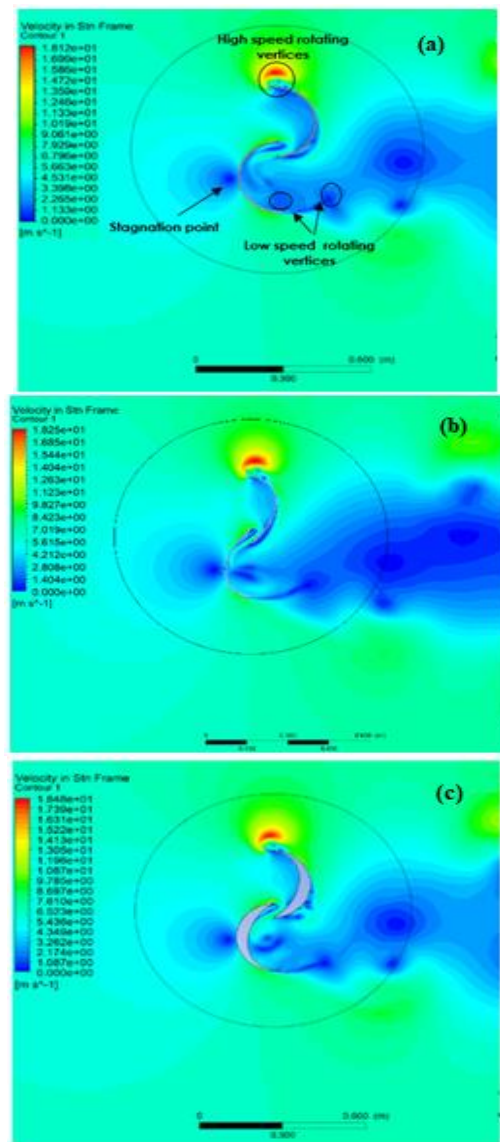 Velocity in Stn Frame
Contour 1
1.812e+01
1.699e+01
1.586e+01
1.472e+01
1.359e+01
1.246e+01
1.133e+01
1.019e+01
9.061e+00
7.929e+00
6.796e+00
5.663e+00
4.531e+00
3.398e+00
2.265e+00
1.133e+00
0.000e+00
[m s^-1]
High speed rotating
vertices
(a)
Stagnation point
Low speed rotating
vertices
0
0.600 (m)
0.300
Velocity in Stn Frame
Contour 1
1.825e+01
1.685e+01
1.544e+01
1.404e+01
1.263e+01
1.123e+01
9.827e+00
8.423e+00
7.019e+00
5.615e+00
4.212e+00
2.808e+00
1.404e+00
0.000e+00
[m s^-1]
(b)
Velocity in Stn Frame
Contour 1
1.848e+01
1.739e+01
1.631e+01
1.522e+01
1.413e+01
1.305e+01
1.196e+01
1.087e+01
9.785e+00
8.697e+00
7.610e+00
6.523e+00
5.436e+00
4.349e+00
3.262e+00
2.174e+00
1.087e+00
0.000e+00
[m s^-1]
(c)
0
0.600 (m)
0.300